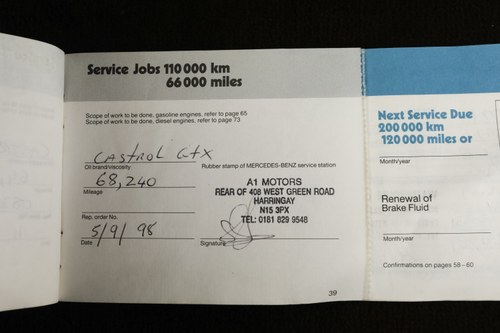 Service Jobs 110 000 km
66 000 miles
Scope of work to be done, gasoline engines, refer to page 65
Scope of work to be done, diesel engines, refer to page 73
CASTROL GTX
Oil brand/viscosity
Rubber stamp of MERCEDES-BENZ service station
68,240
Mileage
A1 MOTORS
REAR OF 408 WEST GREEN ROAD
HARRINGAY
N15 3PX
TEL: 0181 829 9548
Rep. order No.
5/9/98
Date
Signature
39
Next Service Due
200 000 km
120 000 miles or
Month/year
Renewal of
Brake Fluid
Month/year
Confirmations on pages 58 – 60